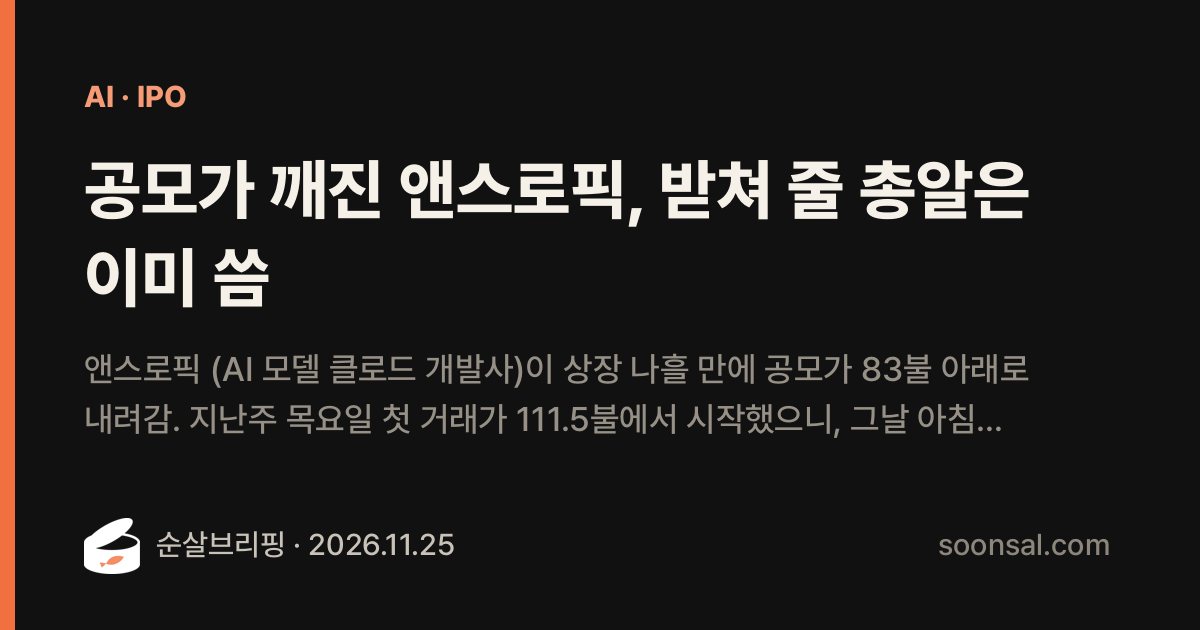 AI · IPO
공모가 깨진 앤스로픽, 받쳐 줄 총알은
이미 씀
앤스로픽 (AI 모델 클로드 개발사)이 상장 나흘 만에 공모가 83불 아래로
내려감. 지난주 목요일 첫 거래가 111.5불에서 시작했으니, 그날 아침...
순살브리핑 · 2026.11.25
soonsal.com